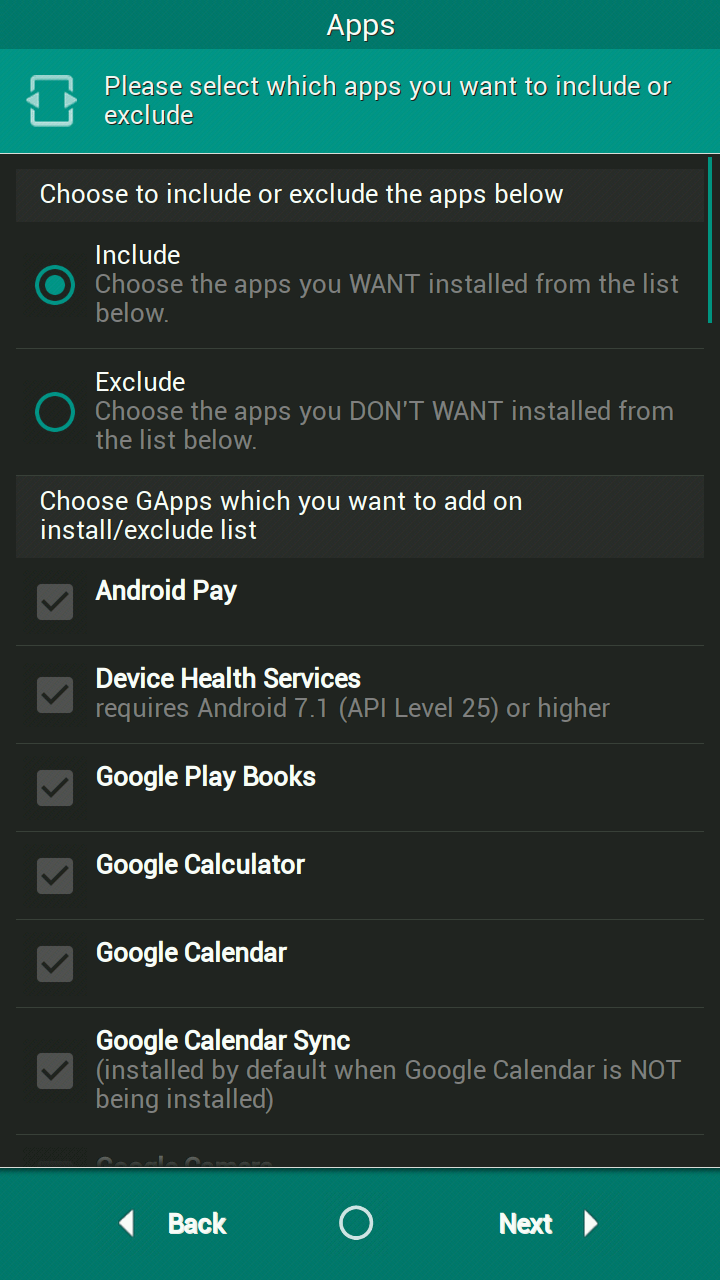 Apps
Please select which apps you want to include or
exclude
Choose to include or exclude the apps below
Include
Choose the apps you WANT installed from the list
below.
Exclude
Choose the apps you DON'T WANT installed from
the list below.
Choose GApps which you want to add on
install/exclude list
Android Pay
Device Health Services
requires Android 7.1 (API Level 25) or higher
Google Play Books
Google Calculator
Google Calendar
Google Calendar Sync
(installed by default when Google Calendar is NOT
being installed)
Google Camera
Back
Next